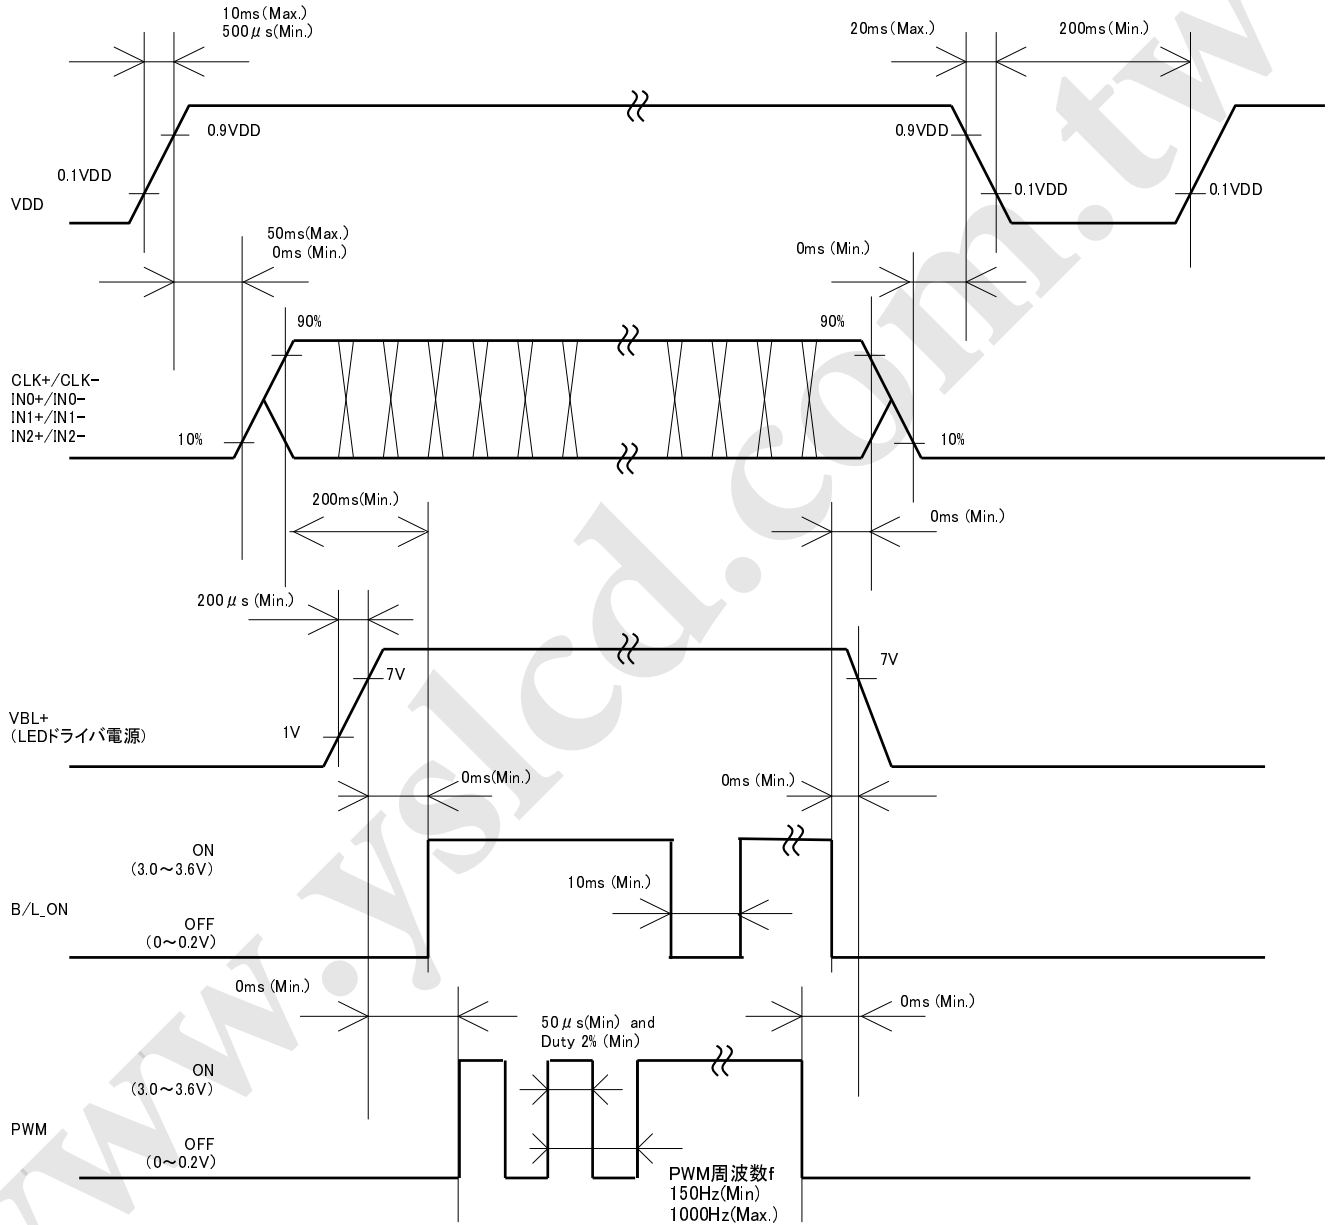 10ms(Max.)
500μs(Min.)
20ms(Max.)
200ms(Min.)
0.9VDD
0.9VDD
0.1VDD
0.1VDD
0.1VDD
VDD
50ms(Max.)
0ms(Min.)
0ms(Min.)
90%
90%
CLK+/CLK-
IN0+/IN0-
IN1+/IN1-
IN2+/IN2-
10%
10%
200ms(Min.)
0ms(Min.)
200μs(Min.)
7V
7V
VBL+
(LEDドライバ電源)
1V
0ms(Min.)
0ms(Min.)
ON
(3.0～3.6V)
10ms(Min.)
B/L_ON
OFF
(0～0.2V)
0ms(Min.)
0ms(Min.)
50μs(Min) and
Duty 2%(Min)
ON
(3.0～3.6V)
PWM
OFF
(0～0.2V)
PWM周波数f
150Hz(Min)
1000Hz(Max.)
www.yslcd.com.tw